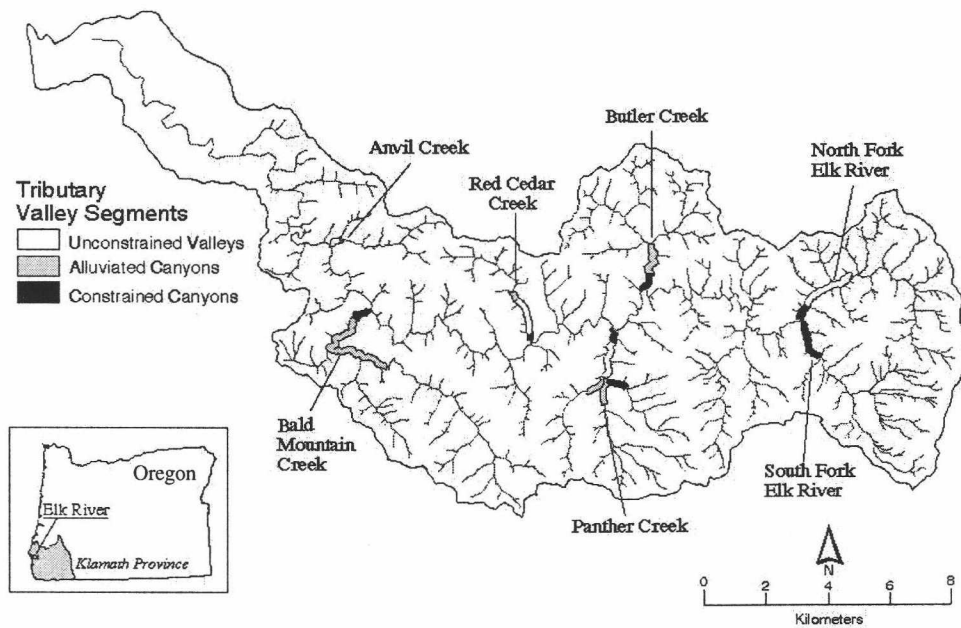 Butler Creek
Anvil Creek
North Fork
Elk River
Red Cedar
Creek
Tributary
Valley Segments
Unconstrained Valleys
Alluviated Canyons
Constrained Canyons
Bald
Mountain
Creek
South Fork
Elk River
Panther Creek
Oregon
Elk River
Klamath Province
N
0 2 4 6 8
Kilometers